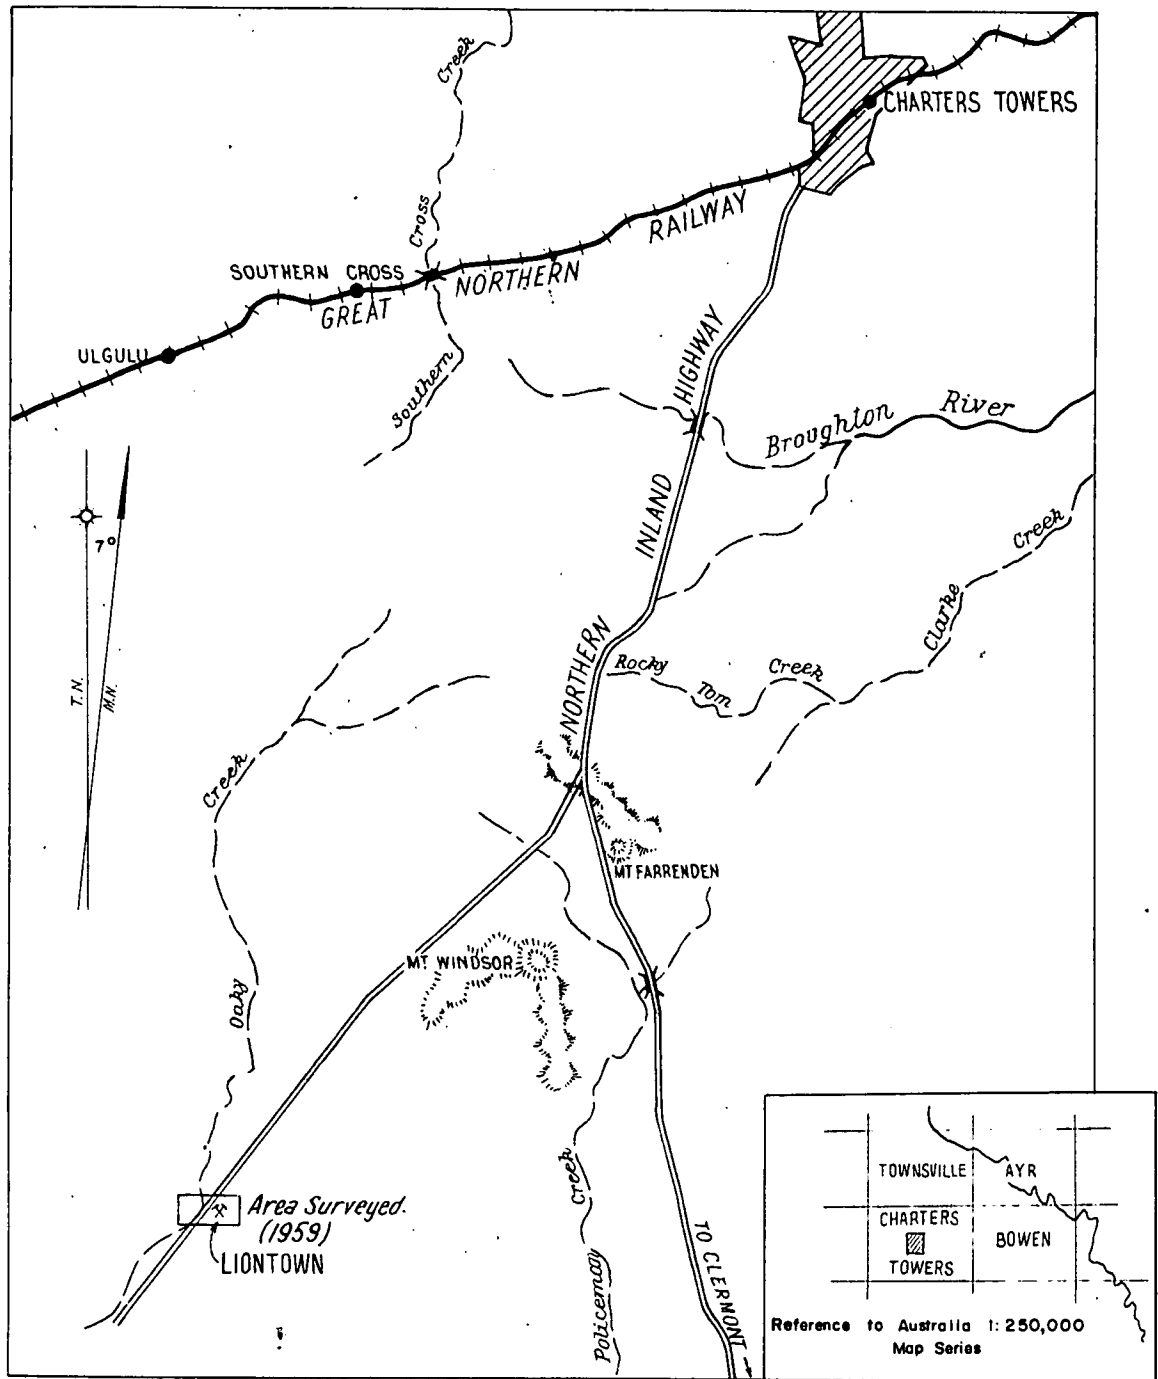 Creek
Cross
Southern
CHARTERS TOWERS
GREAT NORTHERN RAILWAY
SOUTHERN CROSS
ULGULU
NORTHERN INLAND HIGHWAY
Broughton River
7°
T.N.
M.N.
Clarke Creek
Rocky Tom Creek
Oaky Creek
MT FARRENDEN
MT WINDSOR
Area Surveyed.
(1959)
LIONTOWN
Policeman Creek
TO CLERMONT
TOWNSVILLE
AYR
CHARTERS
TOWERS
BOWEN
Reference to Australia 1:250,000
Map Series